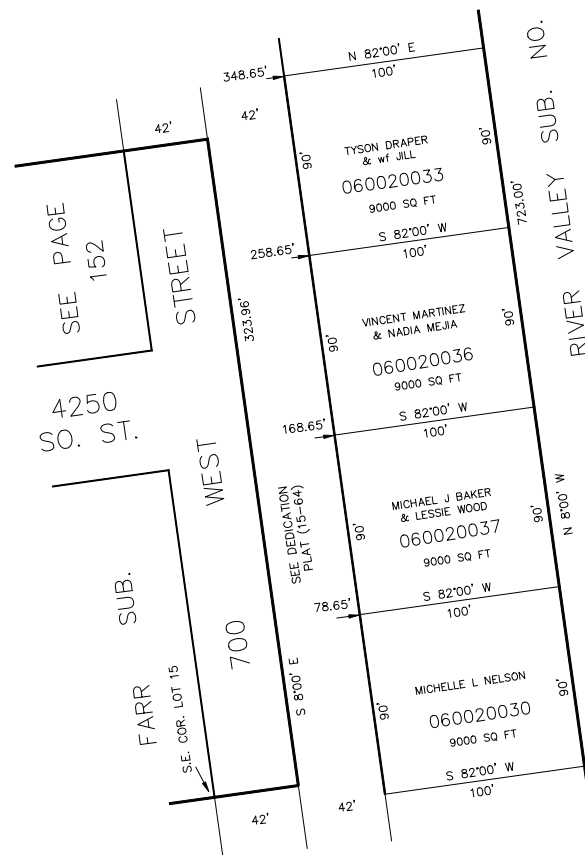 N 82°00' E
100'
348.65'
42'
42'
90'
90'
TYSON DRAPER
& wf JILL
060020033
9000 SQ FT
RIVER VALLEY SUB. NO.
723.00'
SEE PAGE
152
STREET
323.96'
S 82°00' W
100'
258.65'
90'
90'
VINCENT MARTINEZ
& NADIA MEJIA
060020036
9000 SQ FT
4250
SO. ST.
WEST
S 82°00' W
100'
168.65'
SEE DEDICATION
PLAT (15-64)
90'
90'
N 8°00' W
MICHAEL J BAKER
& LESSIE WOOD
060020037
9000 SQ FT
FARR SUB.
700
S 82°00' W
100'
78.65'
S 8°00' E
S.E. COR. LOT 15
90'
90'
MICHELLE L NELSON
060020030
9000 SQ FT
S 82°00' W
100'
42'
42'